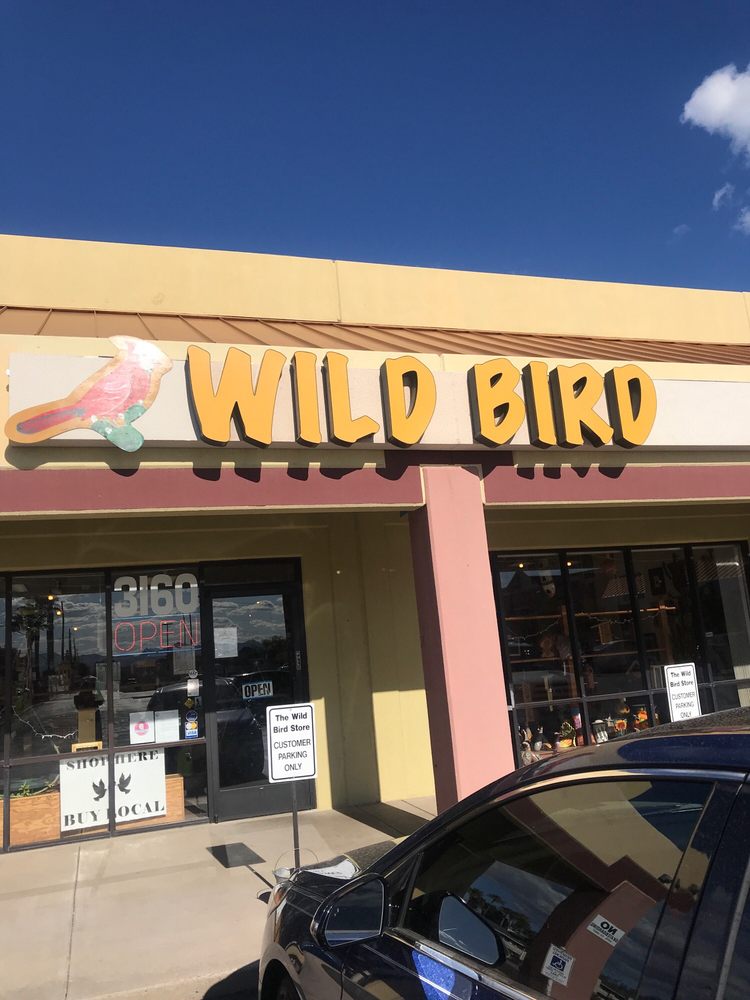 WILD BIRD
3160
OPEN
OPEN
The Wild
Bird Store
CUSTOMER
PARKING
ONLY
The Wild
Bird Store
CUSTOMER
PARKING
ONLY
SHOP HERE
BUY LOCAL